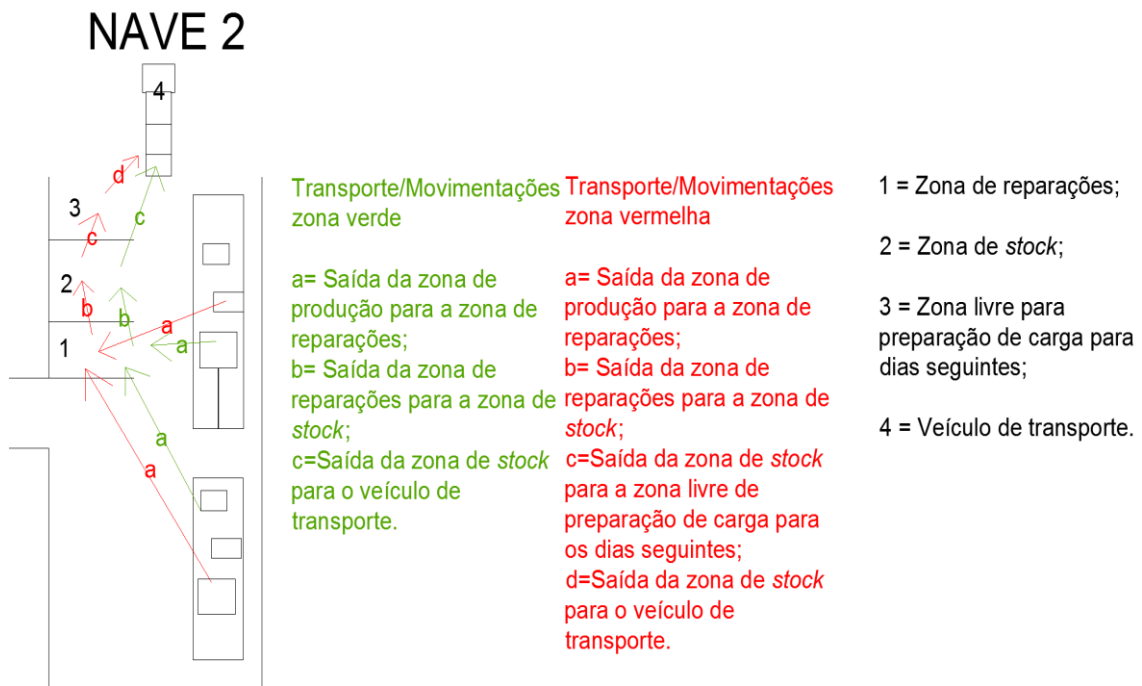 NAVE 2
4
d
3
c
c
2
b
b
a
1
a
a
a
Transporte/Movimentações
zona verde
a= Saída da zona de
produção para a zona de
reparações;
b= Saída da zona de
reparações para a zona de
stock;
c=Saída da zona de stock
para o veículo de
transporte.
Transporte/Movimentações
zona vermelha
a= Saída da zona de
produção para a zona de
reparações;
b= Saída da zona de
reparações para a zona de
stock;
c=Saída da zona de stock
para a zona livre de
preparação de carga para
os dias seguintes;
d=Saída da zona de stock
para o veículo de
transporte.
1 = Zona de reparações;
2 = Zona de stock;
3 = Zona livre para
preparação de carga para
dias seguintes;
4 = Veículo de transporte.